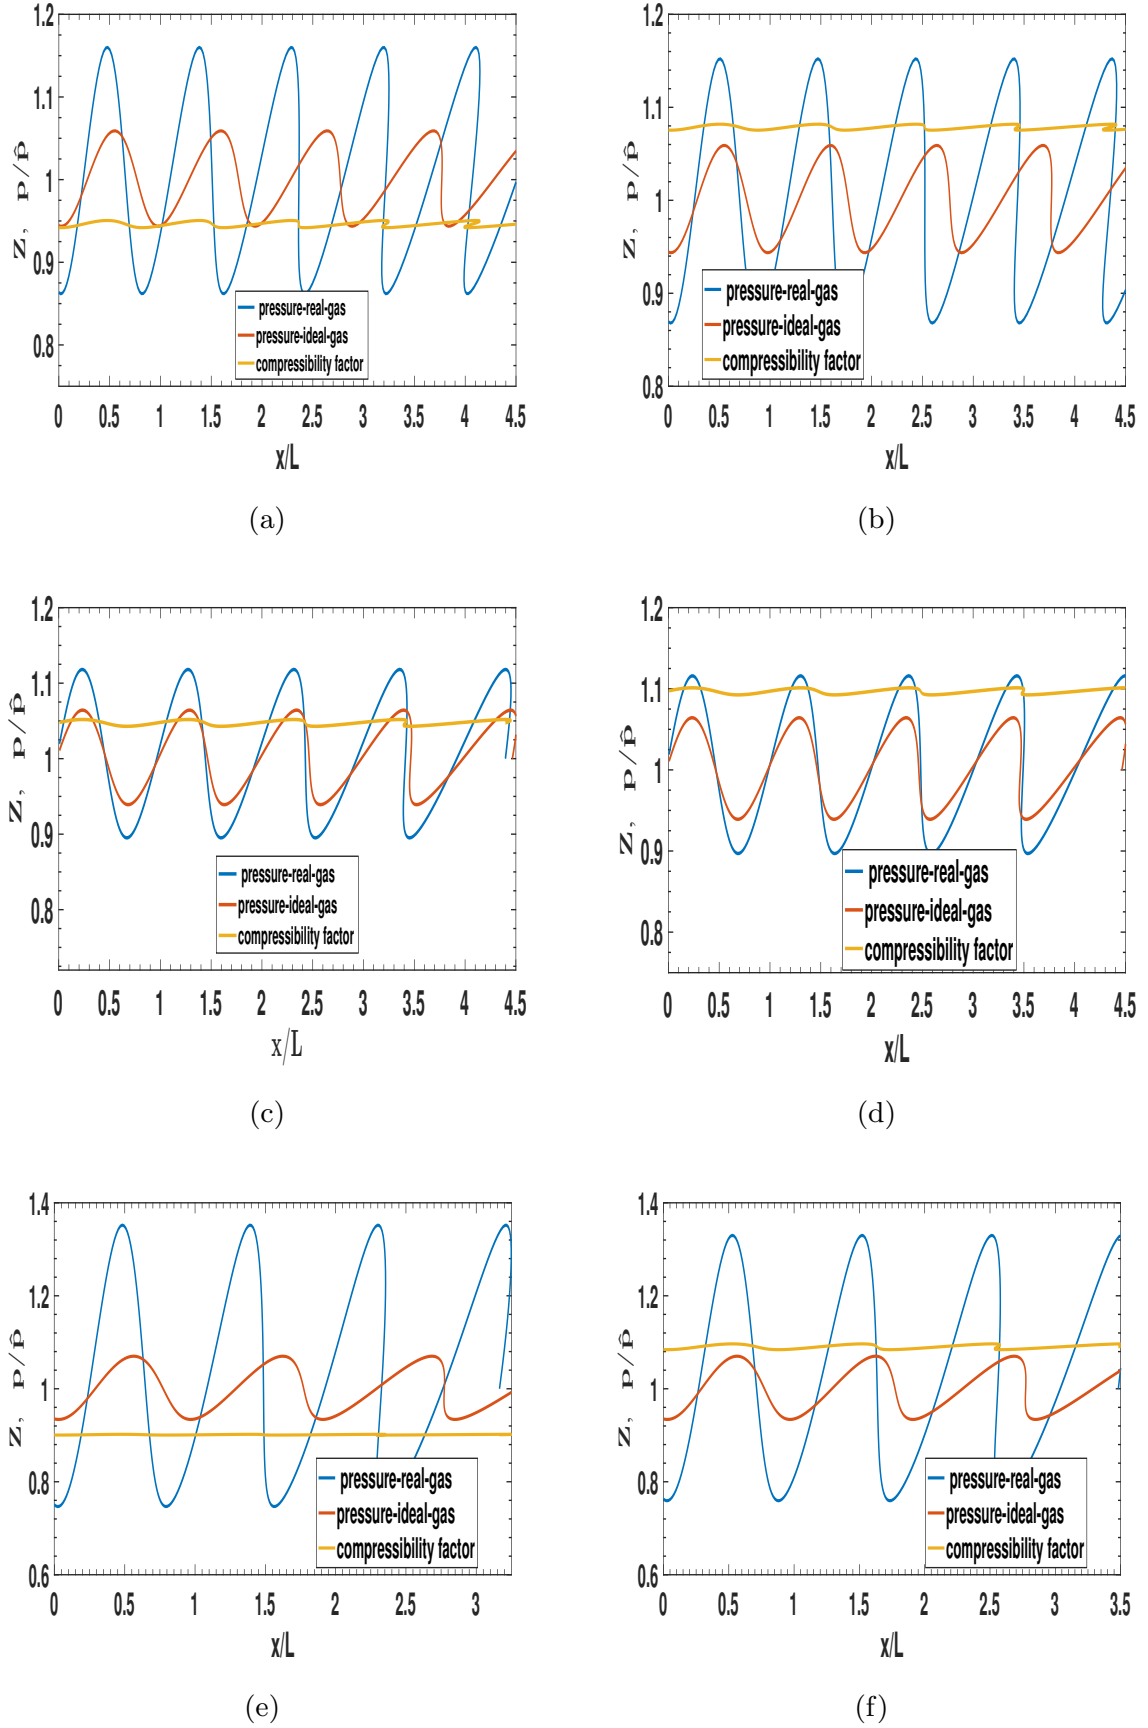 1.2
1.1
1
0.9
0.8
Z, p/p̂
pressure-real-gas
pressure-ideal-gas
compressibility factor
0 0.5 1 1.5 2 2.5 3 3.5 4 4.5
x/L
(a)
1.2
1.1
1
0.9
0.8
Z, p/p̂
pressure-real-gas
pressure-ideal-gas
compressibility factor
0 0.5 1 1.5 2 2.5 3 3.5 4 4.5
x/L
(b)
1.2
1.1
1
0.9
0.8
Z, p/p̂
pressure-real-gas
pressure-ideal-gas
compressibility factor
0 0.5 1 1.5 2 2.5 3 3.5 4 4.5
x/L
(c)
1.2
1.1
1
0.9
0.8
Z, p/p̂
pressure-real-gas
pressure-ideal-gas
compressibility factor
0 0.5 1 1.5 2 2.5 3 3.5 4 4.5
x/L
(d)
1.4
1.2
1
0.8
0.6
Z, p/p̂
pressure-real-gas
pressure-ideal-gas
compressibility factor
0 0.5 1 1.5 2 2.5 3
x/L
(e)
1.4
1.2
1
0.8
0.6
Z, p/p̂
pressure-real-gas
pressure-ideal-gas
compressibility factor
0 0.5 1 1.5 2 2.5 3 3.5
x/L
(f)